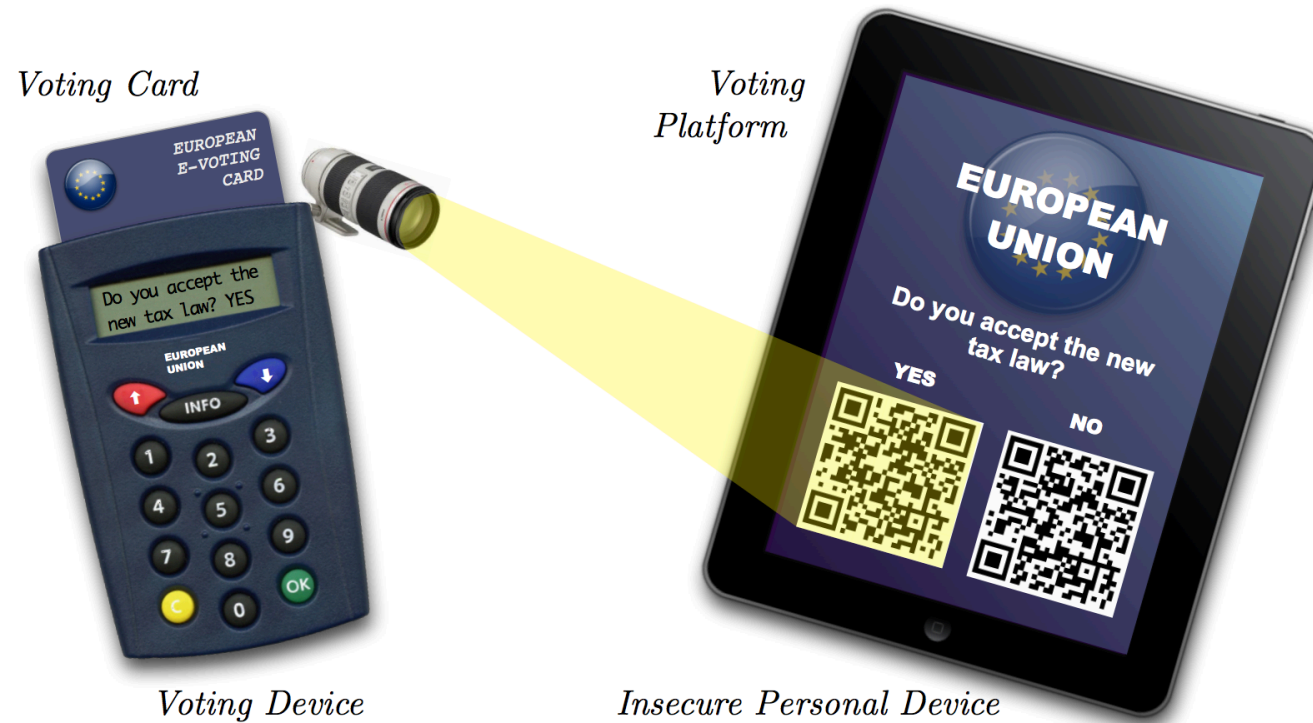 Voting Card
EUROPEAN
E-VOTING
CARD
Do you accept the
new tax law? YES
EUROPEAN
UNION
INFO
1
2
3
4
5
6
7
8
9
C
0
OK
Voting Device
Voting
Platform
EUROPEAN
UNION
Do you accept the new
tax law?
YES
NO
Insecure Personal Device